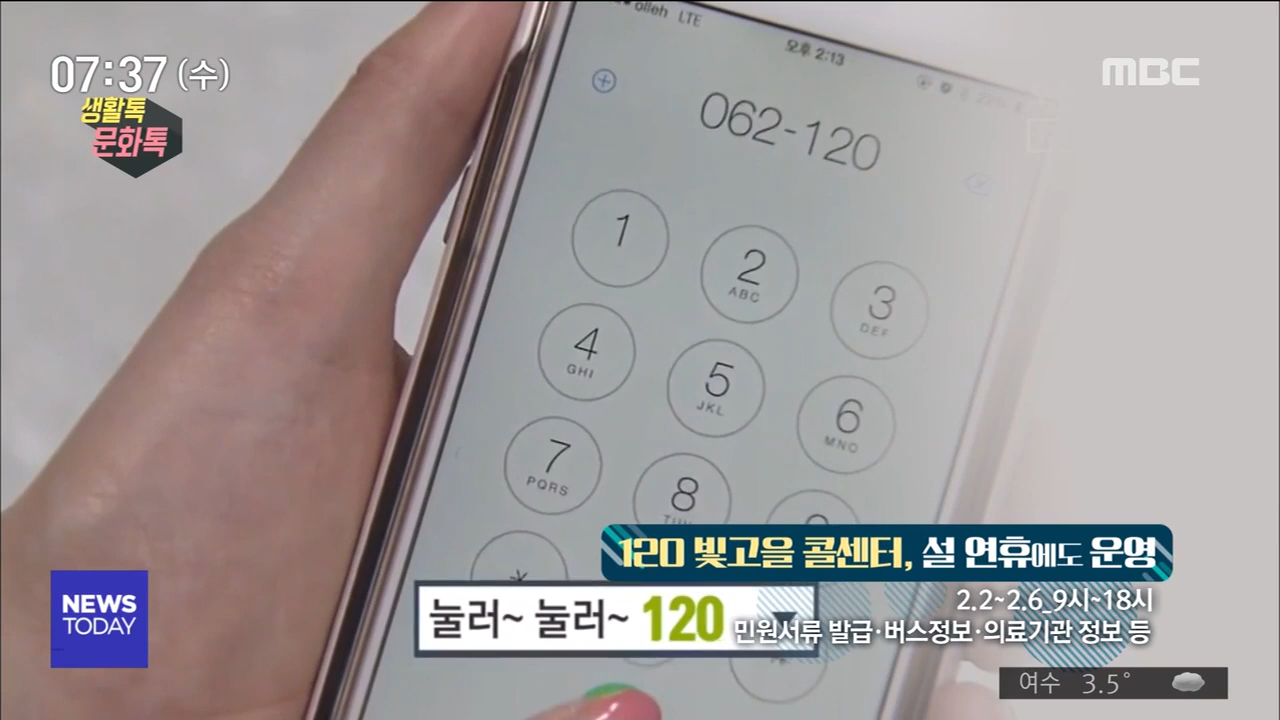 07:37 (수)
생활톡
문화톡
MBC
olleh LTE
오후 2:13
22%
062-120
1
2
ABC
3
DEF
4
GHI
5
JKL
6
MNO
7
PQRS
8
9
*
120 빛고을 콜센터, 설 연휴에도 운영
2.2~2.6_9시~18시
민원서류 발급·버스정보·의료기관 정보 등
눌러~ 눌러~ 120
NEWS
TODAY
여수 3.5°